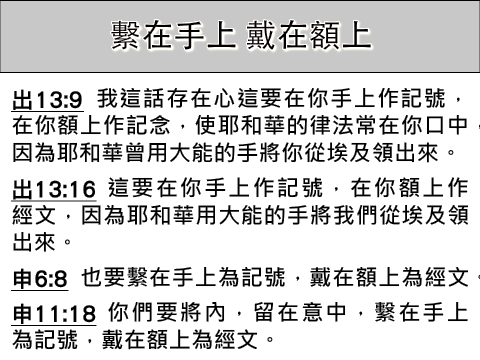 繫在手上 戴在額上
出13:9 我這話存在心這要在你手上作記號，
在你額上作記念，使耶和華的律法常在你口中，
因為耶和華曾用大能的手將你從埃及領出來。
出13:16 這要在你手上作記號，在你額上作
經文，因為耶和華用大能的手將我們從埃及領
出來。
申6:8 也要繫在手上為記號，戴在額上為經文。
申11:18 你們要將內，留在意中，繫在手上
為記號，戴在額上為經文。